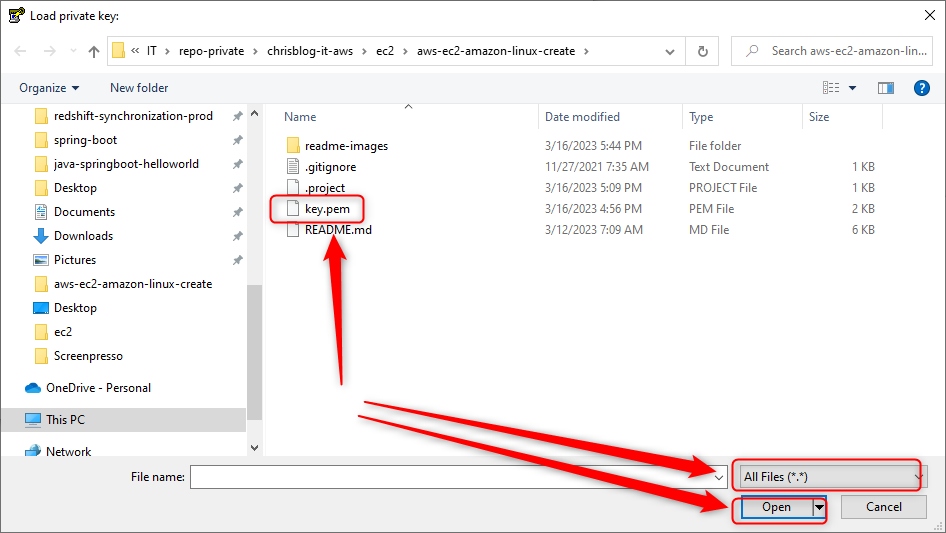 Load private key:
« IT › repo-private › chrisblog-it-aws › ec2 › aws-ec2-amazon-linux-create ›
Search aws-ec2-amazon-lin...
Organize New folder
?
redshift-synchronization-prod
spring-boot
java-springboot-helloworld
Desktop
Documents
Downloads
Pictures
aws-ec2-amazon-linux-create
Desktop
ec2
Screenpresso
OneDrive - Personal
This PC
Network
Name Date modified Type Size
readme-images 3/16/2023 5:44 PM File folder
.gitignore 11/27/2021 7:35 AM Text Document 1 KB
.project 3/16/2023 5:09 PM PROJECT File 1 KB
key.pem 3/16/2023 4:56 PM PEM File 2 KB
README.md 3/12/2023 7:09 AM MD File 6 KB
File name: All Files (*.*)
Open Cancel